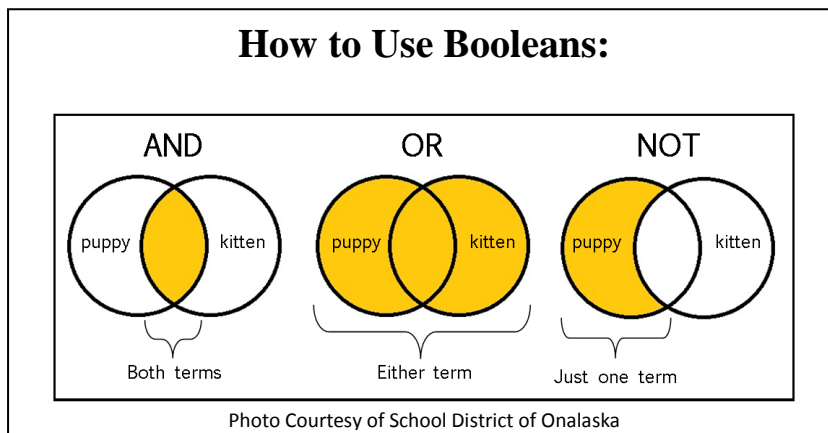 How to Use Booleans:
AND OR NOT
puppy kitten puppy kitten puppy kitten
Both terms Either term Just one term
Photo Courtesy of School District of Onalaska